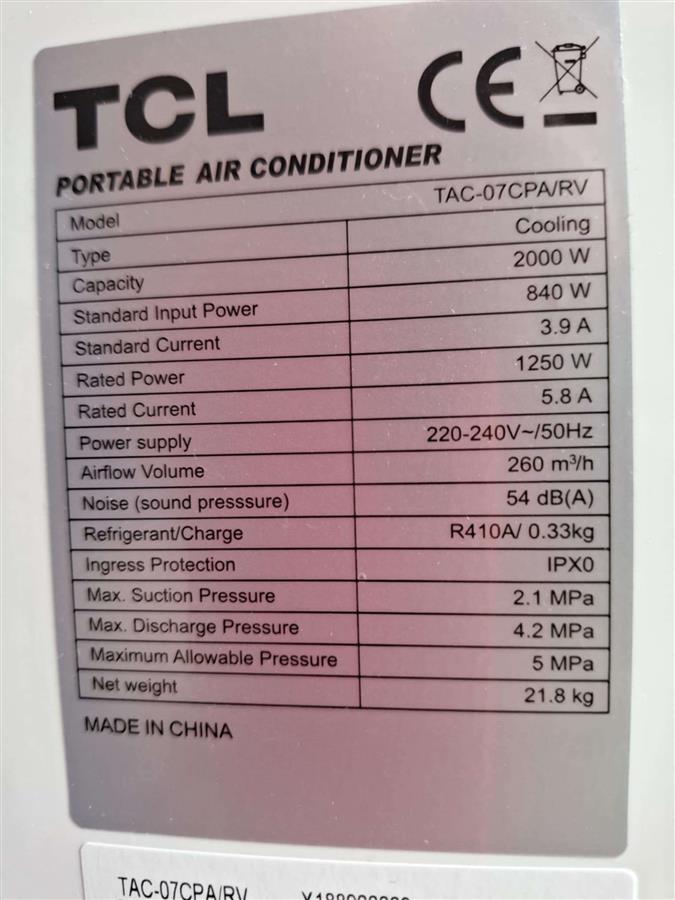 TCL
CE
PORTABLE AIR CONDITIONER
Model TAC-07CPA/RV
Type Cooling
Capacity 2000 W
Standard Input Power 840 W
Standard Current 3.9 A
Rated Power 1250 W
Rated Current 5.8 A
Power supply 220-240V~/50Hz
Airflow Volume 260 m³/h
Noise (sound presssure) 54 dB(A)
Refrigerant/Charge R410A/ 0.33kg
Ingress Protection IPX0
Max. Suction Pressure 2.1 MPa
Max. Discharge Pressure 4.2 MPa
Maximum Allowable Pressure 5 MPa
Net weight 21.8 kg
MADE IN CHINA
TAC-07CPA/RV